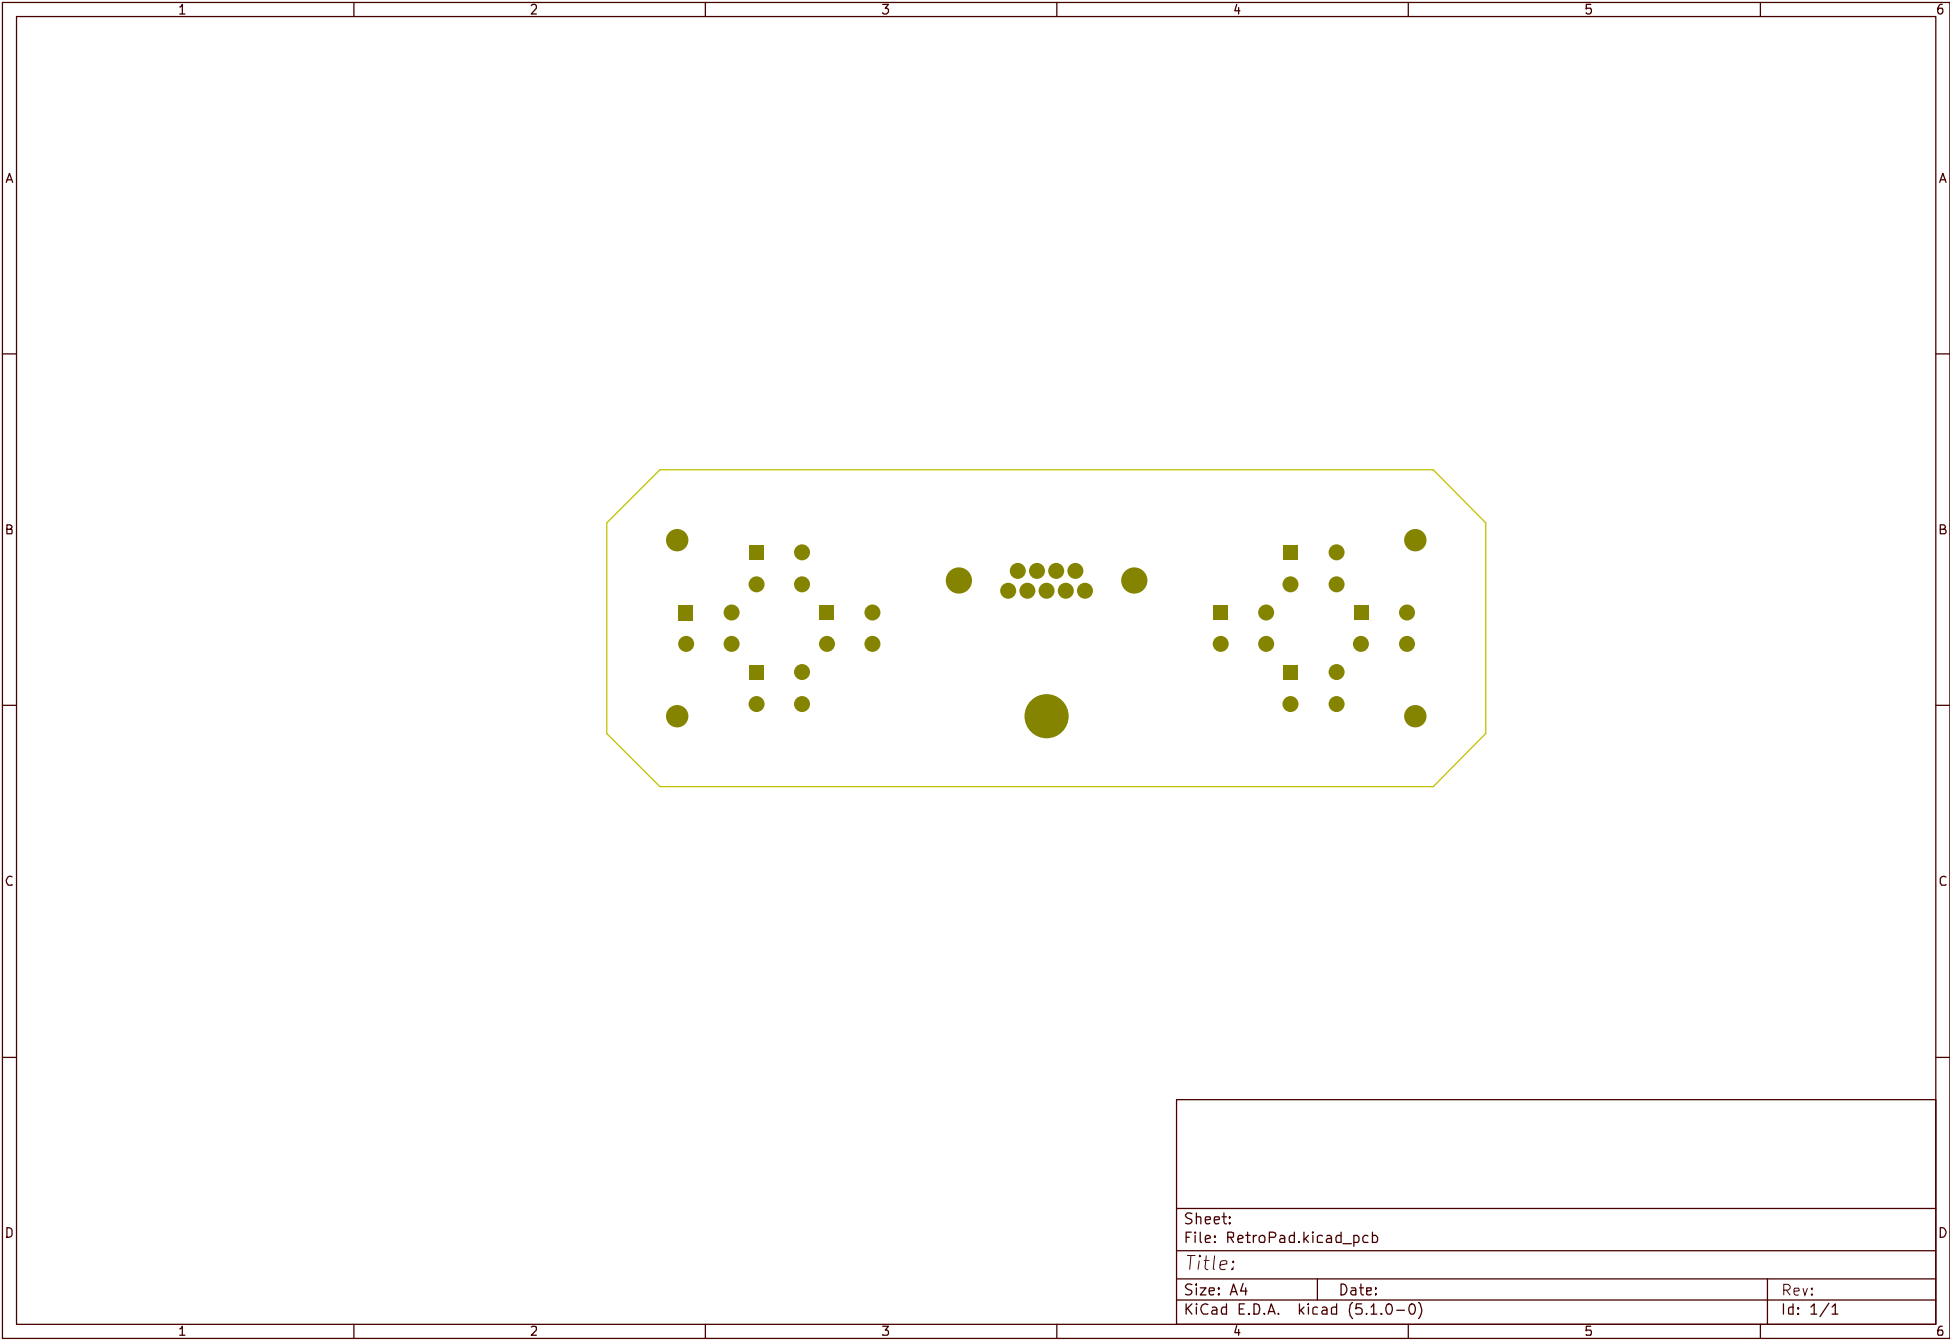 1 2 3 4 5 6
A A
B B
C C
Sheet:
File: RetroPad.kicad_pcb
D D
Title:
Size: A4 Date: Rev:
KiCad E.D.A. kicad (5.1.0-0) Id: 1/1
1 2 3 4 5 6